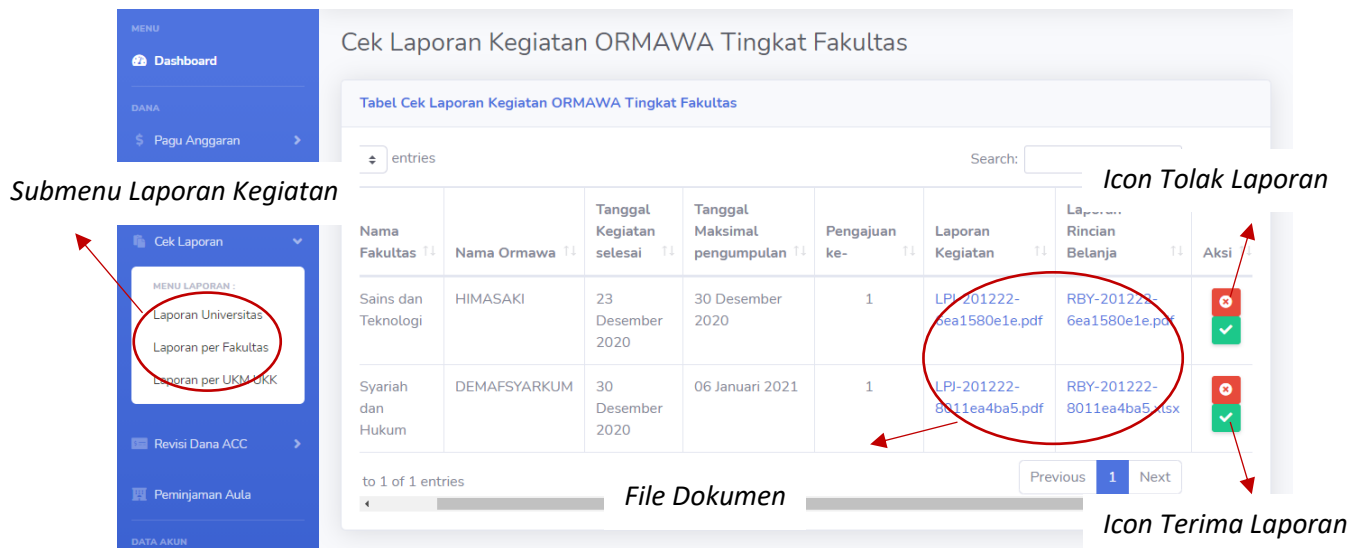 MENU
Dashboard
DANA
Pagu Anggaran
Submenu Laporan Kegiatan
Cek Laporan
MENU LAPORAN :
Laporan Universitas
Laporan per Fakultas
Laporan per UKM UKK
Revisi Dana ACC
Peminjaman Aula
DATA AKUN
Cek Laporan Kegiatan ORMAWA Tingkat Fakultas
Tabel Cek Laporan Kegiatan ORMAWA Tingkat Fakultas
entries
Search:
Icon Tolak Laporan
Nama
Fakultas
Nama Ormawa
Tanggal
Kegiatan
selesai
Tanggal
Maksimal
pengumpulan
Pengajuan
ke-
Laporan
Kegiatan
Laporan
Rincian
Belanja
Aksi
Sains dan
Teknologi
HIMASAKI
23
Desember
2020
30 Desember
2020
1
LPJ-201222-
6ea1580e1e.pdf
RBY-201222-
6ea1580e1e.pdf
Syariah
dan
Hukum
DEMAFSYARKUM
30
Desember
2020
06 Januari 2021
1
LPJ-201222-
8011ea4ba5.pdf
RBY-201222-
8011ea4ba5.xlsx
to 1 of 1 entries
Previous 1 Next
File Dokumen
Icon Terima Laporan